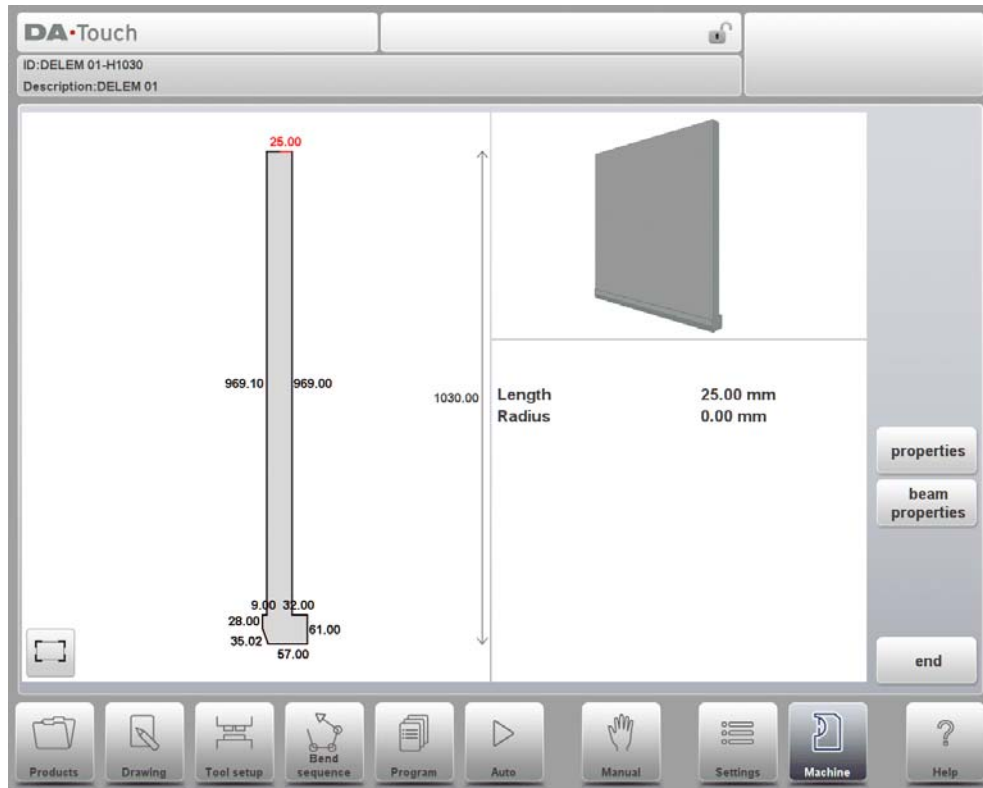 DA•Touch
ID:DELEM 01-H1030
Description:DELEM 01
25.00
969.10
969.00
1030.00
9.00
32.00
28.00
61.00
35.02
57.00
Length 25.00 mm
Radius 0.00 mm
properties
beam
properties
end
Products
Drawing
Tool setup
Bend
sequence
Program
Auto
Manual
Settings
Machine
?
Help